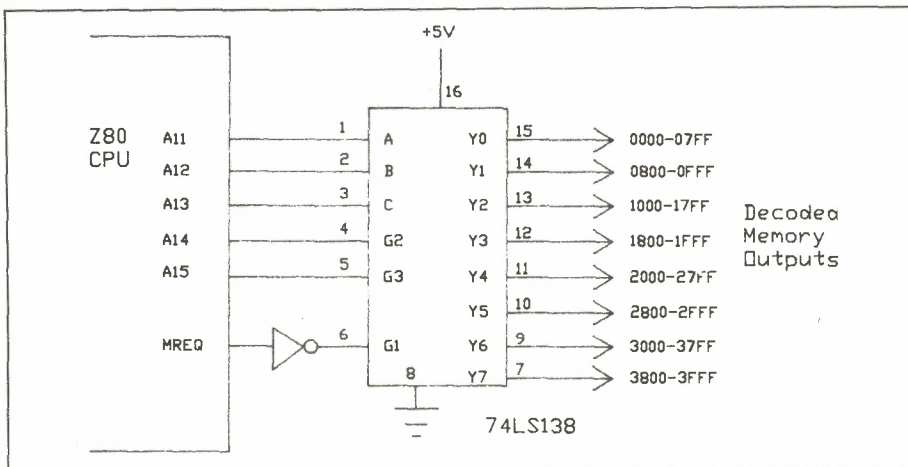 +5V
16
Z80
CPU
A11
1
A
Y0
15
0000-07FF
A12
2
B
Y1
14
0800-0FFF
A13
3
C
Y2
13
1000-17FF
A14
4
G2
Y3
12
1800-1FFF
A15
5
G3
Y4
11
2000-27FF
Y5
10
2800-2FFF
MREQ
6
G1
Y6
9
3000-37FF
8
Y7
7
3800-3FFF
Decoded
Memory
Outputs
74LS138